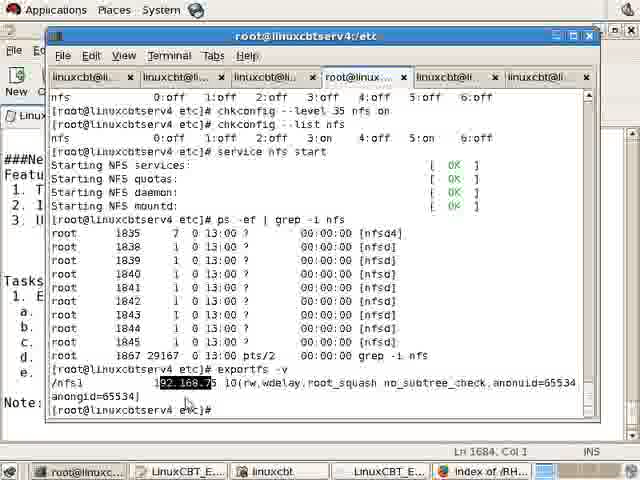 Applications Places System
root@linuxcbtserv4:/etc
File Edit View Terminal Tabs Help
linuxcbt@li... linuxcbt@li... linuxcbt@li... root@linux... linuxcbt@li... linuxcbt@li...
nfs 0:off 1:off 2:off 3:off 4:off 5:off 6:off
[root@linuxcbtserv4 etc]# chkconfig --level 35 nfs on
[root@linuxcbtserv4 etc]# chkconfig --list nfs
nfs 0:off 1:off 2:off 3:on 4:off 5:on 6:off
[root@linuxcbtserv4 etc]# service nfs start
Starting NFS services: [ OK ]
Starting NFS quotas: [ OK ]
Starting NFS daemon: [ OK ]
Starting NFS mountd: [ OK ]
[root@linuxcbtserv4 etc]# ps -ef | grep -i nfs
root 1835 7 0 13:00 ? 00:00:00 [nfsd4]
root 1838 1 0 13:00 ? 00:00:00 [nfsd]
root 1839 1 0 13:00 ? 00:00:00 [nfsd]
root 1840 1 0 13:00 ? 00:00:00 [nfsd]
root 1841 1 0 13:00 ? 00:00:00 [nfsd]
root 1842 1 0 13:00 ? 00:00:00 [nfsd]
root 1843 1 0 13:00 ? 00:00:00 [nfsd]
root 1844 1 0 13:00 ? 00:00:00 [nfsd]
root 1845 1 0 13:00 ? 00:00:00 [nfsd]
root 1867 29167 0 13:00 pts/2 00:00:00 grep -i nfs
[root@linuxcbtserv4 etc]# exportfs -v
/nfs1 192.168.75.10(rw,wdelay,root_squash,no_subtree_check,anonuid=65534
anongid=65534)
[root@linuxcbtserv4 etc]#
File
New
Linux
###Ne
Featu
1. T
2. 1
3. U
Tasks
1. E
a.
b.
c.
d.
e.
Note:
Ln 1684, Col 1 INS
root@linuxc... LinuxCBT_E... linuxcbt LinuxCBT_E... Index of /RH...